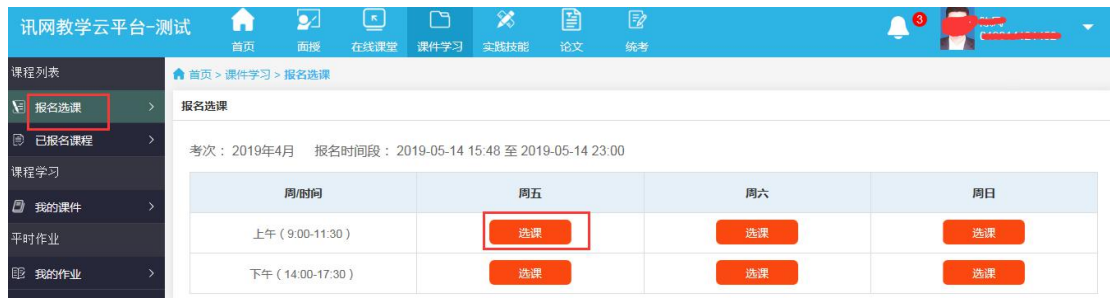 讯网教学云平台-测试
首页 面授 在线课堂 课件学习 实践技能 论文 统考
3
课程列表
首页 > 课件学习 > 报名选课
报名选课
报名选课
已报名课程
考次： 2019年4月 报名时间段： 2019-05-14 15:48 至 2019-05-14 23:00
课程学习
周/时间 周五 周六 周日
我的课件
上午（ 9:00-11:30 ） 选课 选课 选课
平时作业
我的作业
下午（ 14:00-17:30 ） 选课 选课 选课